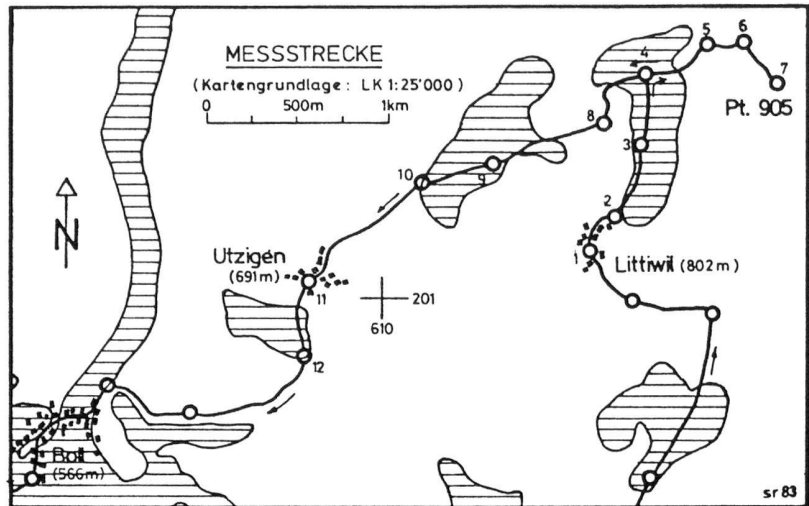 MESSSTRECKE
(Kartengrundlage: LK 1:25'000)
0 500m 1km
N
5
6
4
7
Pt. 905
8
3
10
9
2
Utzigen
(691m)
1
Littiwil (802m)
11
201
610
12
Boll
(566m)
sr 83